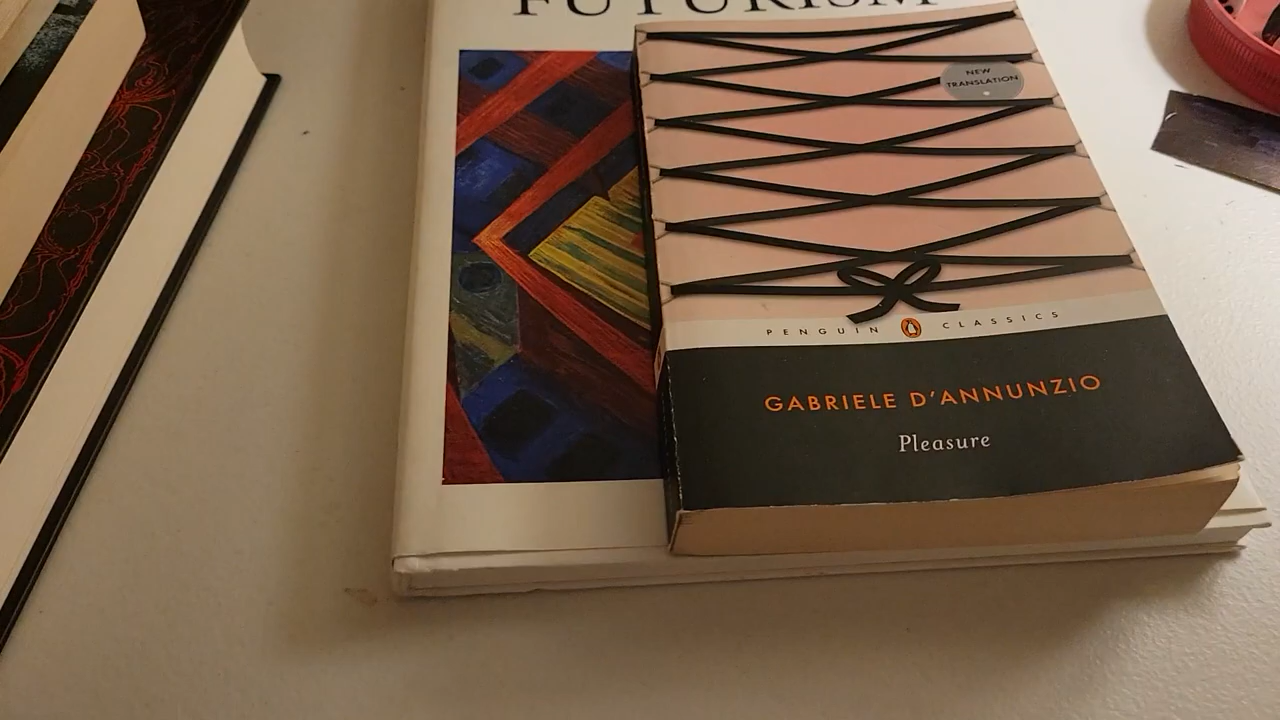 FUTURISM
NEW
TRANSLATION
PENGUIN CLASSICS
GABRIELE D'ANNUNZIO
Pleasure